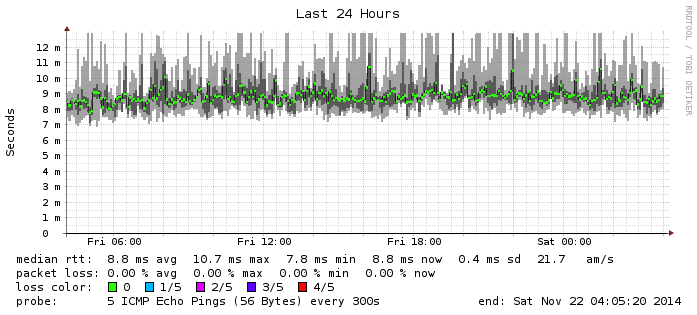 Last 24 Hours
RRDTOOL / TOBI OETIKER
Seconds
12 m
11 m
10 m
9 m
8 m
7 m
6 m
5 m
4 m
3 m
2 m
1 m
0
Fri 06:00 Fri 12:00 Fri 18:00 Sat 00:00
median rtt: 8.8 ms avg 10.7 ms max 7.8 ms min 8.8 ms now 0.4 ms sd 21.7 am/s
packet loss: 0.00 % avg 0.00 % max 0.00 % min 0.00 % now
loss color: 0 1/5 2/5 3/5 4/5
probe: 5 ICMP Echo Pings (56 Bytes) every 300s end: Sat Nov 22 04:05:20 2014